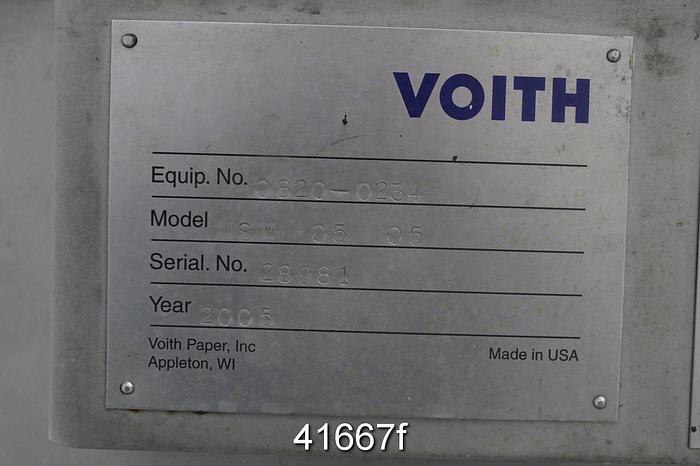 VOITH
Equip. No. 0820-0234
Model MSM 05 05
Serial. No. 28981
Year 2005
Voith Paper, Inc
Appleton, WI
Made in USA
41667f